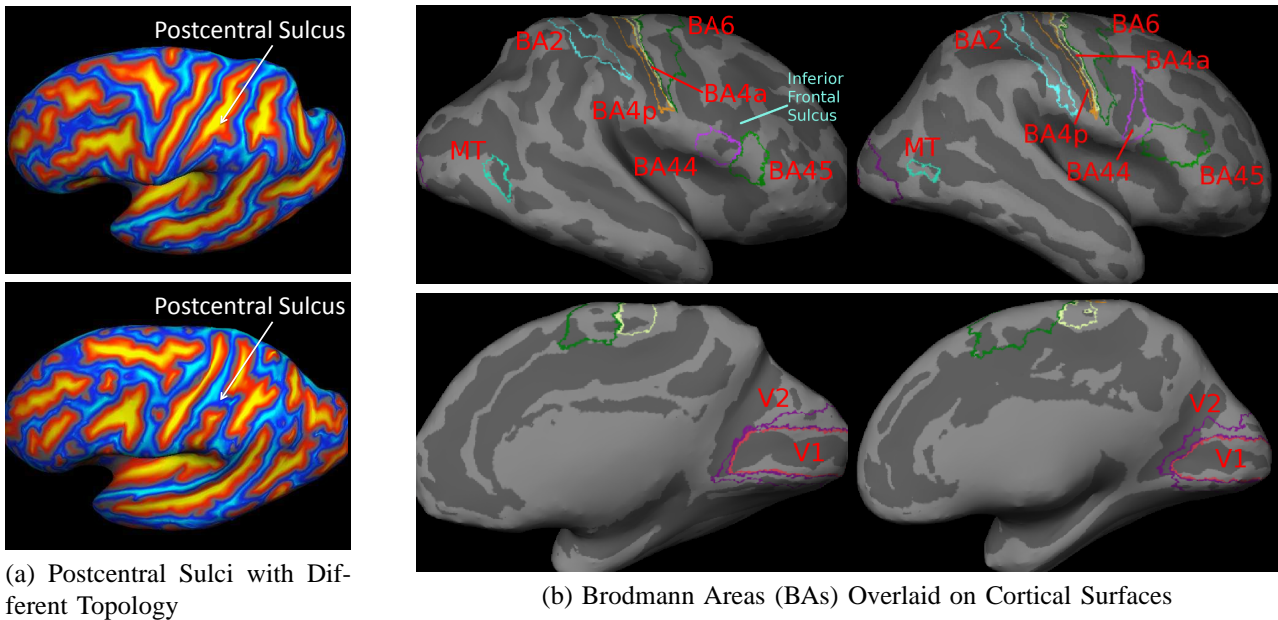 Postcentral Sulcus
Postcentral Sulcus
(a) Postcentral Sulci with Dif-
ferent Topology
BA2
BA6
BA4a
BA4p
Inferior
Frontal
Sulcus
MT
BA44
BA45
BA2
BA6
BA4a
BA4p
MT
BA44
BA45
V2
V1
V2
V1
(b) Brodmann Areas (BAs) Overlaid on Cortical Surfaces